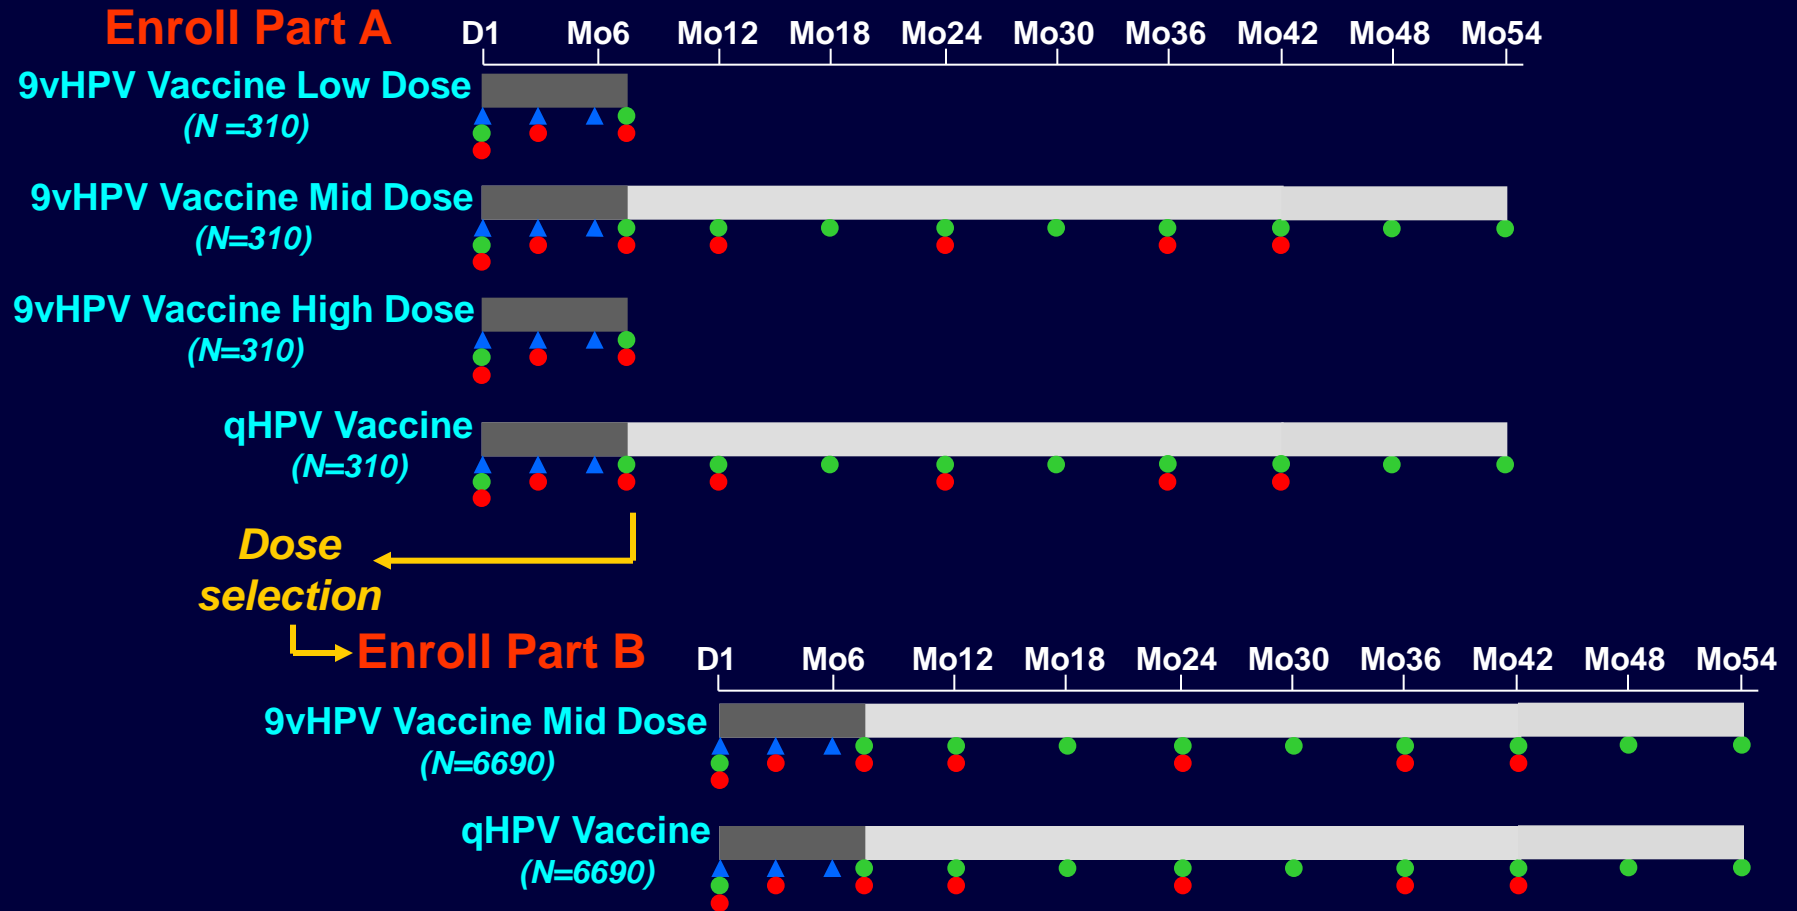 Enroll Part A
D1 Mo6 Mo12 Mo18 Mo24 Mo30 Mo36 Mo42 Mo48 Mo54
9vHPV Vaccine Low Dose
(N =310)
9vHPV Vaccine Mid Dose
(N=310)
9vHPV Vaccine High Dose
(N=310)
qHPV Vaccine
(N=310)
Dose
selection
Enroll Part B
D1 Mo6 Mo12 Mo18 Mo24 Mo30 Mo36 Mo42 Mo48 Mo54
9vHPV Vaccine Mid Dose
(N=6690)
qHPV Vaccine
(N=6690)